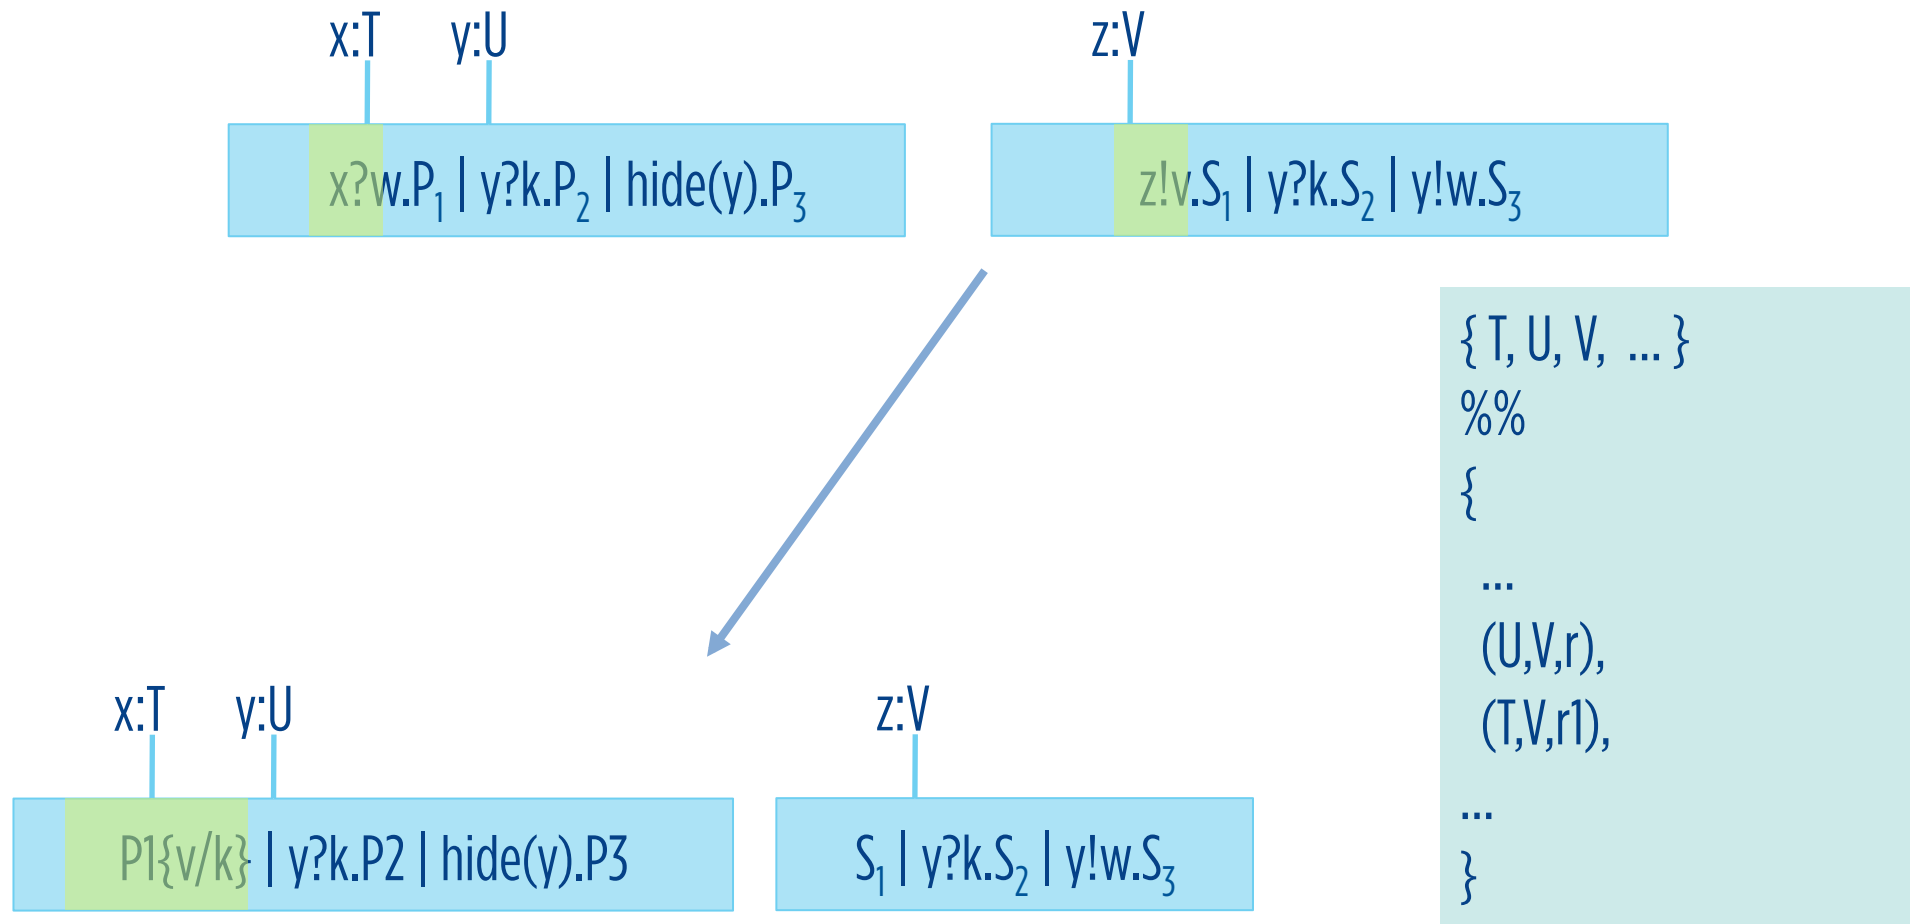 x:T y:U z:V
x?w.P₁ | y?k.P₂ | hide(y).P₃
z!v.S₁ | y?k.S₂ | y!w.S₃
{ T, U, V, ... }
%%
{
...
(U,V,r),
(T,V,r1),
...
}
x:T y:U z:V
P1{v/k} | y?k.P2 | hide(y).P3
S₁ | y?k.S₂ | y!w.S₃